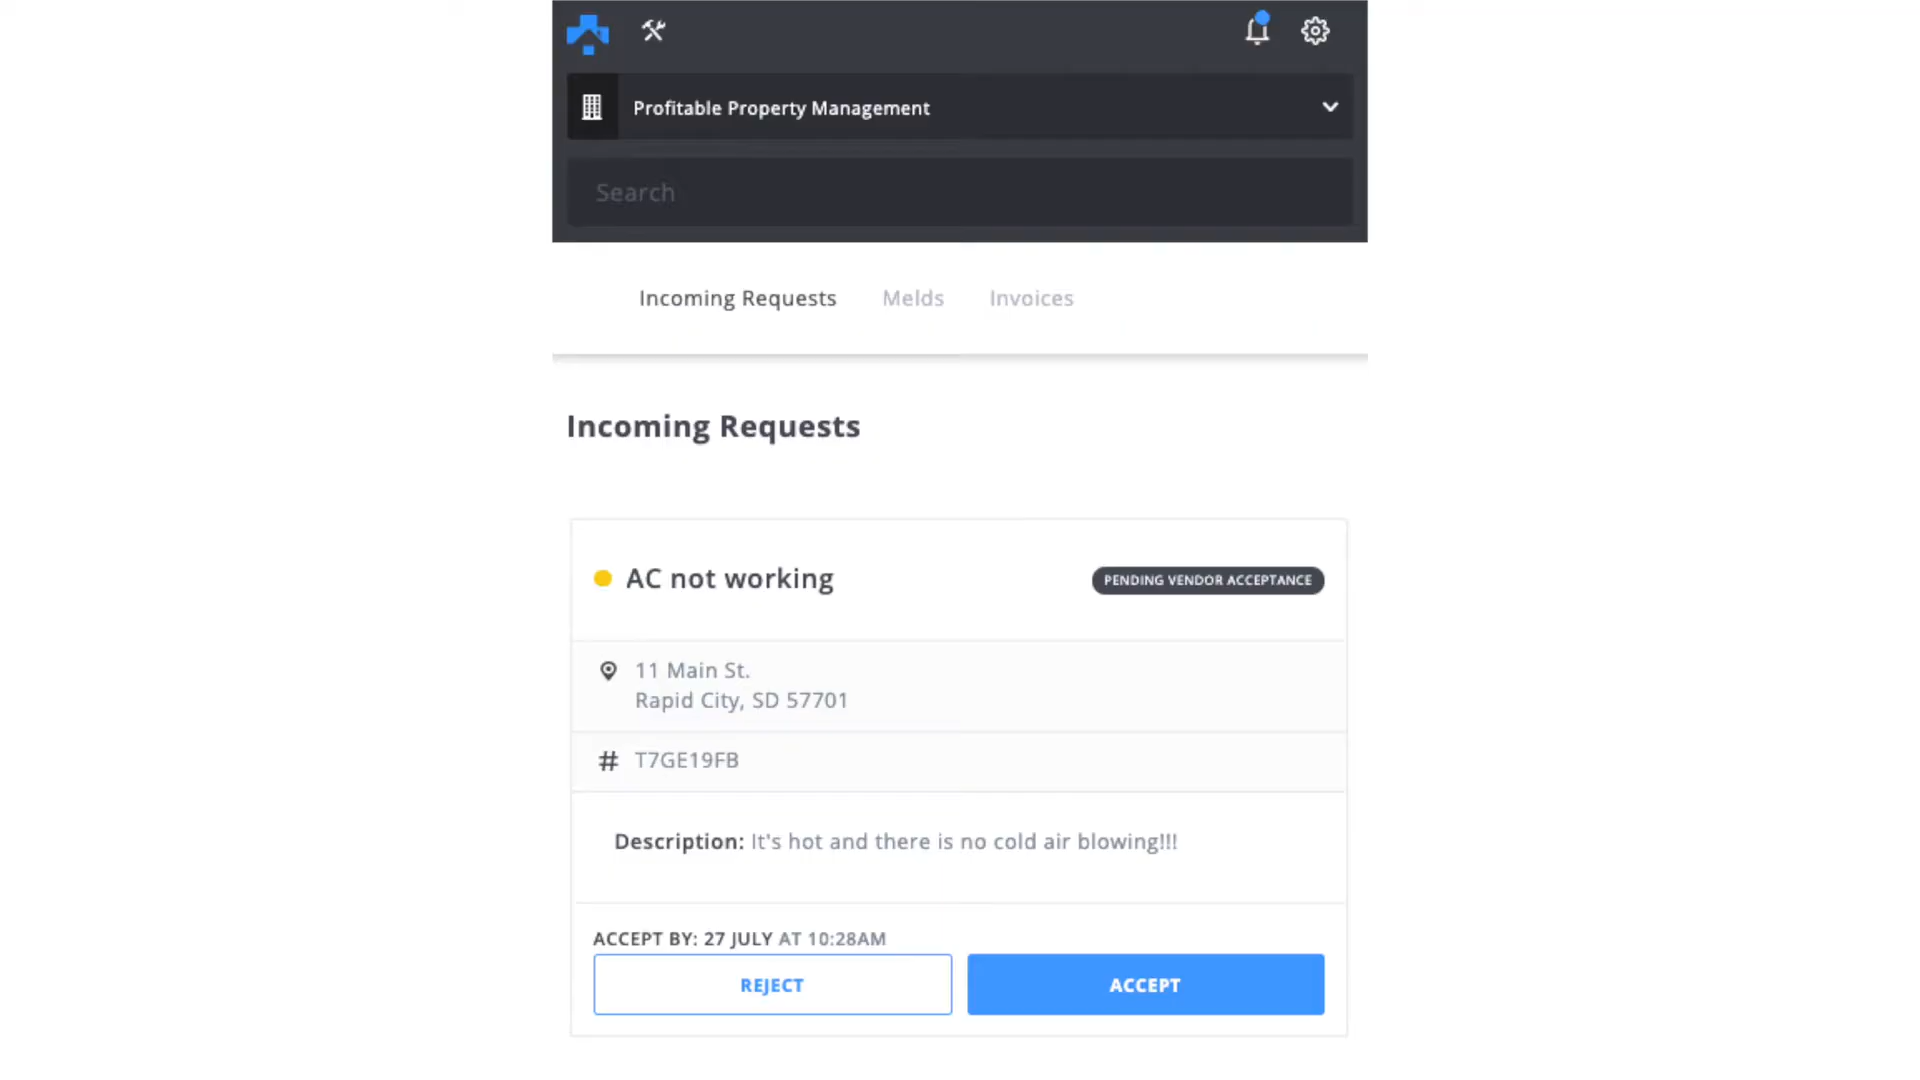 Profitable Property Management
Search
Incoming Requests Melds Invoices
Incoming Requests
AC not working
PENDING VENDOR ACCEPTANCE
11 Main St.
Rapid City, SD 57701
# T7GE19FB
Description: It's hot and there is no cold air blowing!!!
ACCEPT BY: 27 JULY AT 10:28AM
REJECT
ACCEPT